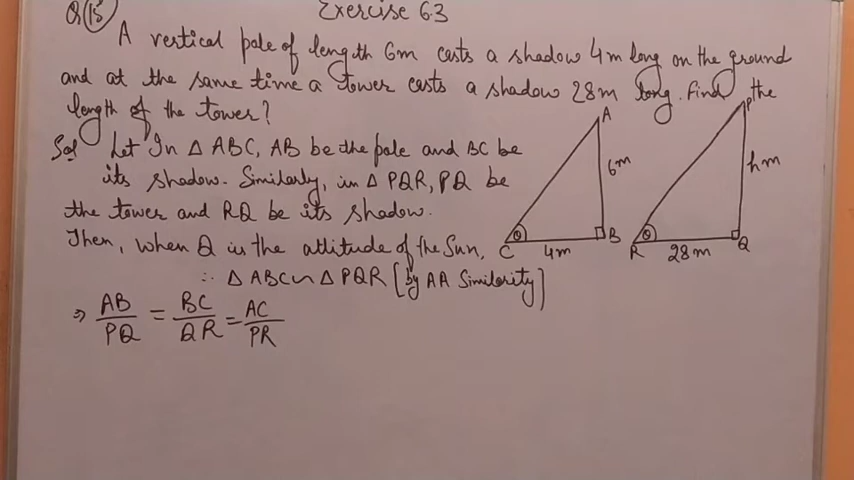 Q(15) Exercise 6.3
A vertical pole of length 6m casts a shadow 4m long on the ground
and at the same time a tower casts a shadow 28m long. Find the
length of the tower?
Sol Let In △ ABC, AB be the pole and BC be
its shadow. Similarly, in △ PQR, PQ be
the tower and RQ be its shadow.
Then, when Q is the altitude of the Sun,
∴ △ ABC ~ △ PQR [by AA Similarity]
⇒ AB/PQ = BC/QR = AC/PR
A
6m
θ
C 4m B
P
h m
θ
R 28m Q